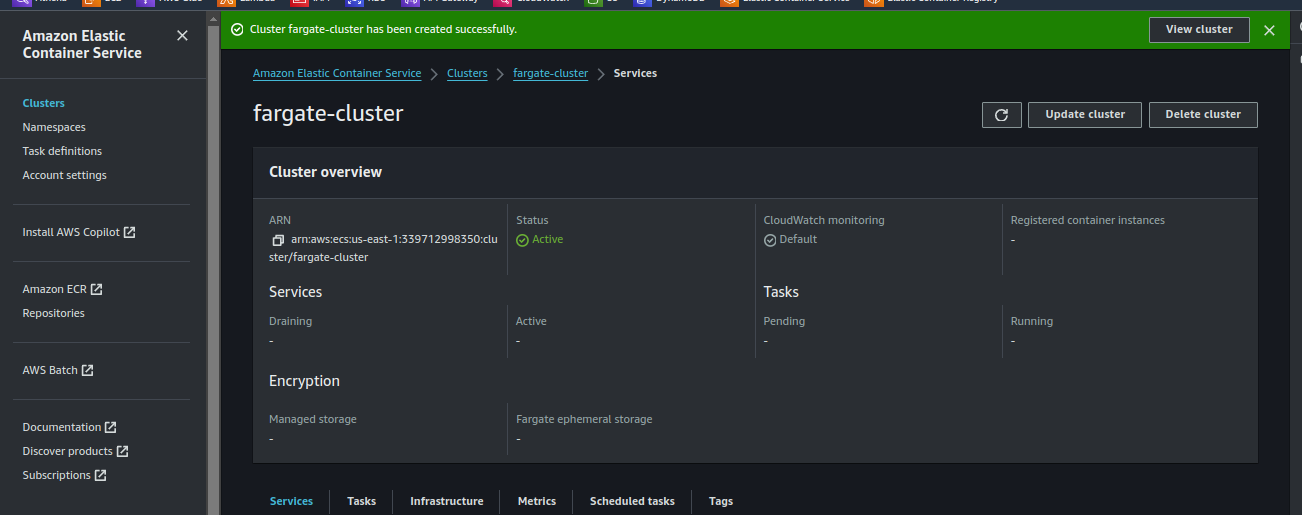 Amazon Elastic
Container Service
Clusters
Namespaces
Task definitions
Account settings
Install AWS Copilot
Amazon ECR
Repositories
AWS Batch
Documentation
Discover products
Subscriptions
Cluster fargate-cluster has been created successfully.
View cluster
Amazon Elastic Container Service
Clusters
fargate-cluster
Services
fargate-cluster
Update cluster
Delete cluster
Cluster overview
ARN
arn:aws:ecs:us-east-1:339712998350:clu
ster/fargate-cluster
Status
Active
CloudWatch monitoring
Default
Registered container instances
-
Services
Draining
-
Active
-
Tasks
Pending
-
Running
-
Encryption
Managed storage
-
Fargate ephemeral storage
-
Services
Tasks
Infrastructure
Metrics
Scheduled tasks
Tags